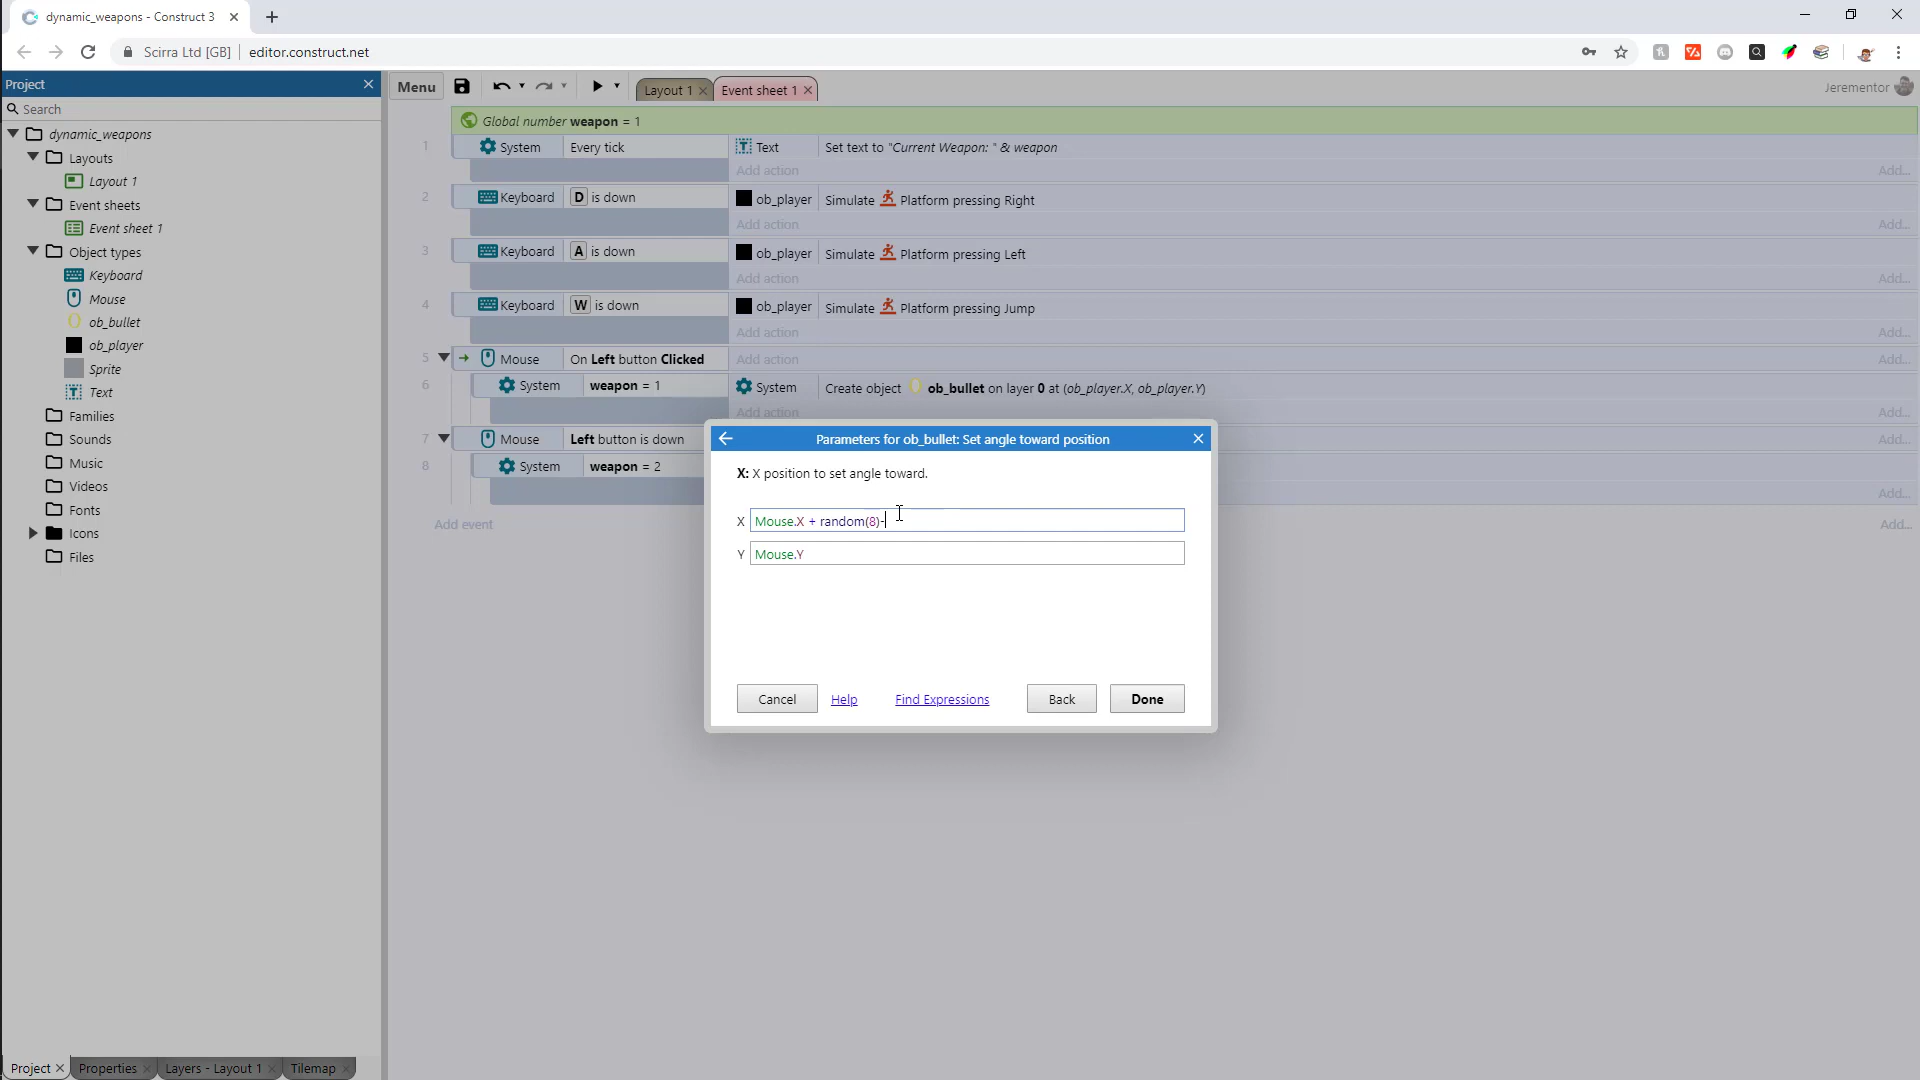 dynamic_weapons - Construct 3
Scirra Ltd [GB]
editor.construct.net
Project
Menu
Layout 1
Event sheet 1
Jerementor
Search
Global number weapon = 1
dynamic_weapons
Layouts
Layout 1
Event sheets
Event sheet 1
Object types
Keyboard
Mouse
ob_bullet
ob_player
Sprite
Text
Families
Sounds
Music
Videos
Fonts
Icons
Files
1 System Every tick Text Set text to "Current Weapon: " & weapon
Add action Add...
2 Keyboard D is down ob_player Simulate Platform pressing Right
Add action Add...
3 Keyboard A is down ob_player Simulate Platform pressing Left
Add action Add...
4 Keyboard W is down ob_player Simulate Platform pressing Jump
Add action Add...
5 Mouse On Left button Clicked Add action Add...
6 System weapon = 1 System Create object ob_bullet on layer 0 at (ob_player.X, ob_player.Y)
Add action Add...
7 Mouse Left button is down Add...
8 System weapon = 2
Add...
Add event Add...
Parameters for ob_bullet: Set angle toward position
X: X position to set angle toward.
X Mouse.X + random(8)-
Y Mouse.Y
Cancel Help Find Expressions Back Done
Project Properties Layers - Layout 1 Tilemap